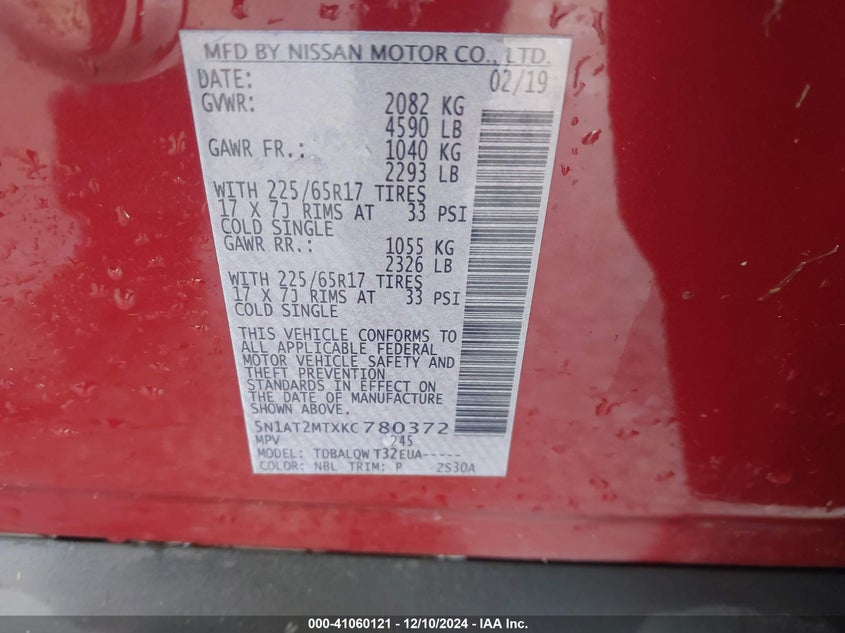 MFD BY NISSAN MOTOR CO., LTD.
DATE: 02/19
GVWR: 2082 KG
4590 LB
GAWR FR.: 1040 KG
2293 LB
WITH 225/65R17 TIRES
17 X 7J RIMS AT 33 PSI
COLD SINGLE
GAWR RR.: 1055 KG
2326 LB
WITH 225/65R17 TIRES
17 X 7J RIMS AT 33 PSI
COLD SINGLE
THIS VEHICLE CONFORMS TO
ALL APPLICABLE FEDERAL
MOTOR VEHICLE SAFETY AND
THEFT PREVENTION
STANDARDS IN EFFECT ON
THE DATE OF MANUFACTURE
SHOWN ABOVE.
5N1AT2MTXKC780372
MPV 245
MODEL: TDBALQW T32EUA-----
COLOR: NBL TRIM: P ZS30A
000-41060121 - 12/10/2024 - IAA Inc.